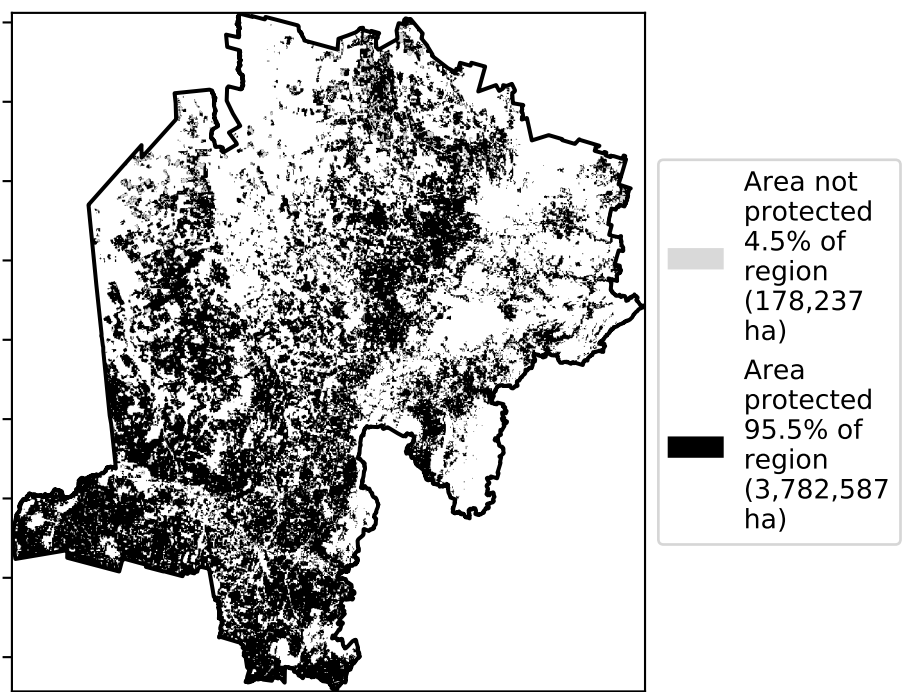 Area not
protected
4.5% of
region
(178,237
ha)
Area
protected
95.5% of
region
(3,782,587
ha)